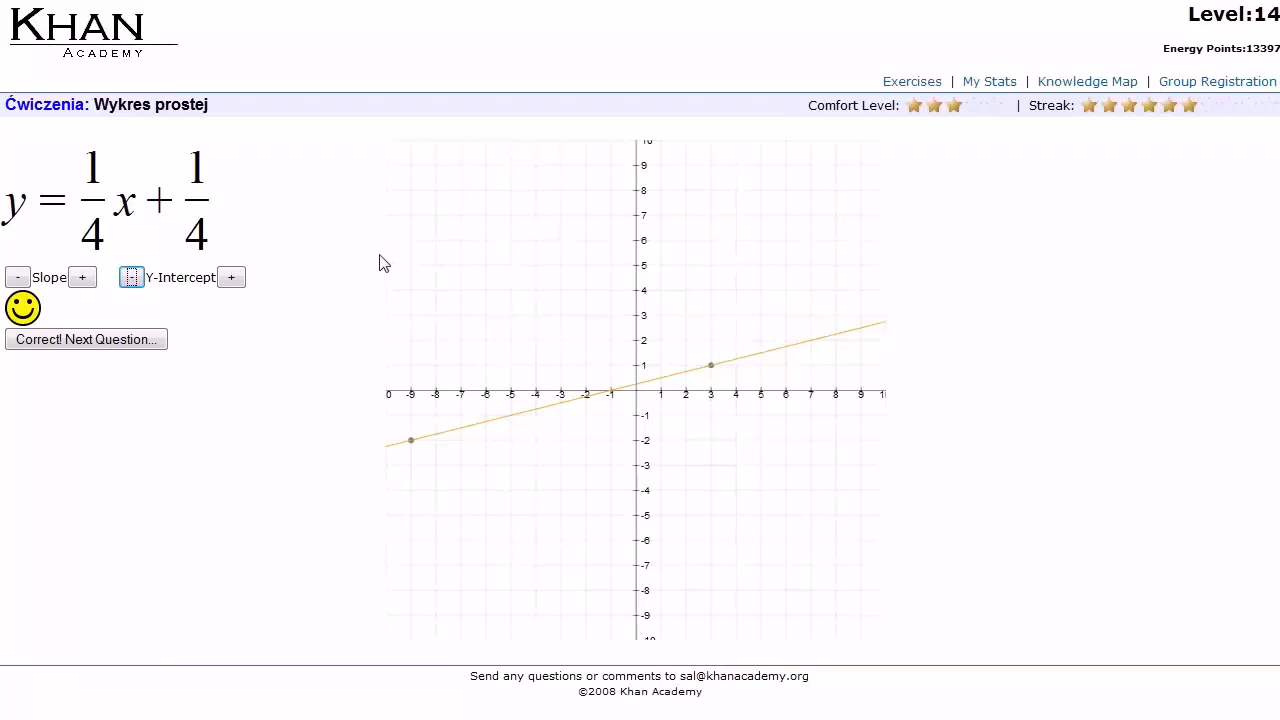 KHAN
ACADEMY
Level:14
Energy Points:13397
Exercises | My Stats | Knowledge Map | Group Registration
Ćwiczenia: Wykres prostej
Comfort Level: | Streak:
y = 1/4 x + 1/4
- Slope + - Y-Intercept +
Correct! Next Question...
10
9
8
7
6
5
4
3
2
1
0 -9 -8 -7 -6 -5 -4 -3 -2 -1 1 2 3 4 5 6 7 8 9 1
-1
-2
-3
-4
-5
-6
-7
-8
-9
-10
Send any questions or comments to sal@khanacademy.org
©2008 Khan Academy